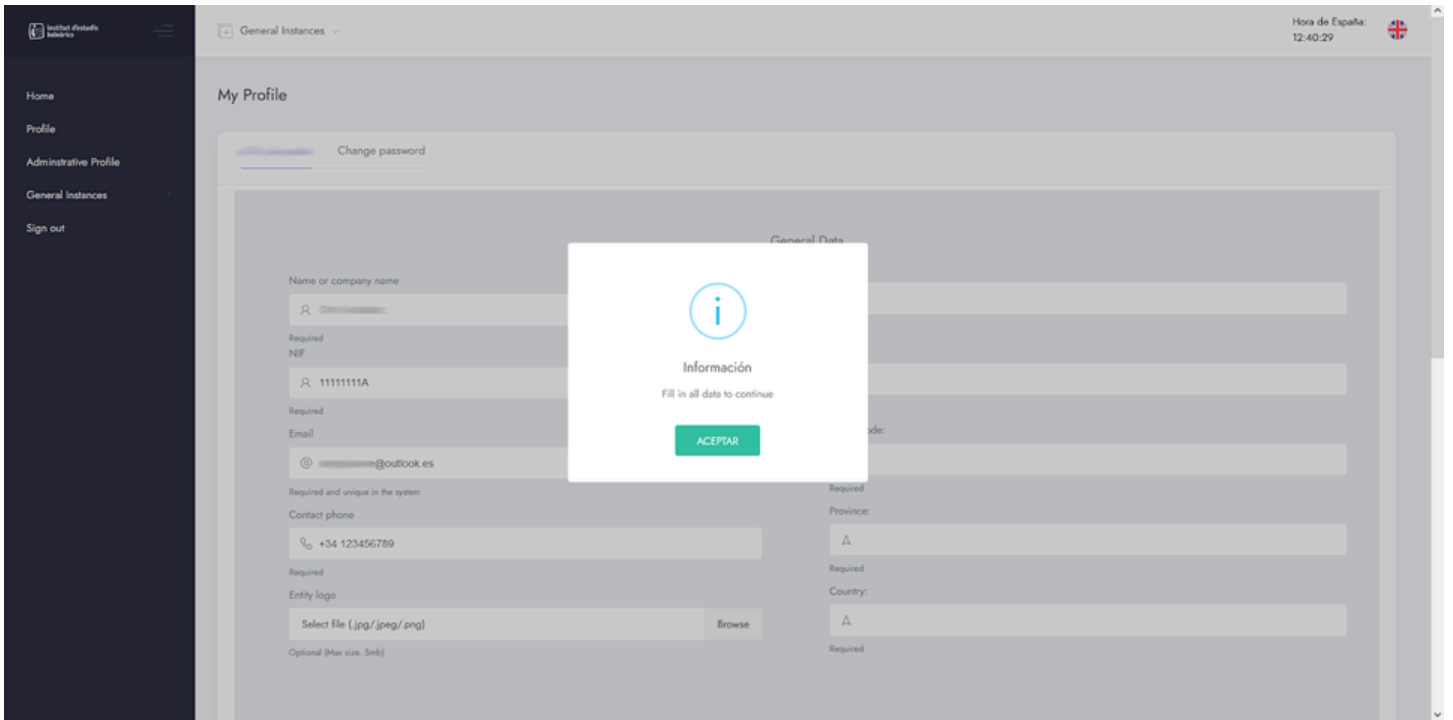 institut d'estudis
baleàrics
General Instances
Hora de España:
12:40:29
Home
Profile
Adminstrative Profile
General Instances
Sign out
My Profile
Change password
General Data
Name or company name
Required
NIF
11111111A
Required
Email
@outlook.es
Required and unique in the system
Contact phone
+34 123456789
Required
Entity logo
Select file (.jpg/.jpeg/.png)
Browse
Optional (Max size. 5mb)
Required
Province:
Required
Country:
Required
i
Información
Fill in all data to continue
ACEPTAR